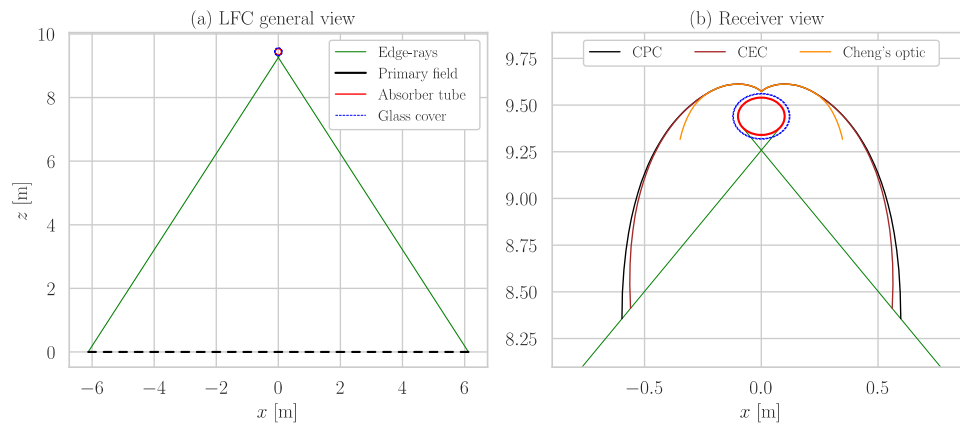 (a) LFC general view
10
8
6
4
2
0
z [m]
Edge-rays
Primary field
Absorber tube
Glass cover
−6 −4 −2 0 2 4 6
x [m]
(b) Receiver view
CPC CEC Cheng's optic
9.75
9.50
9.25
9.00
8.75
8.50
8.25
−0.5 0.0 0.5
x [m]